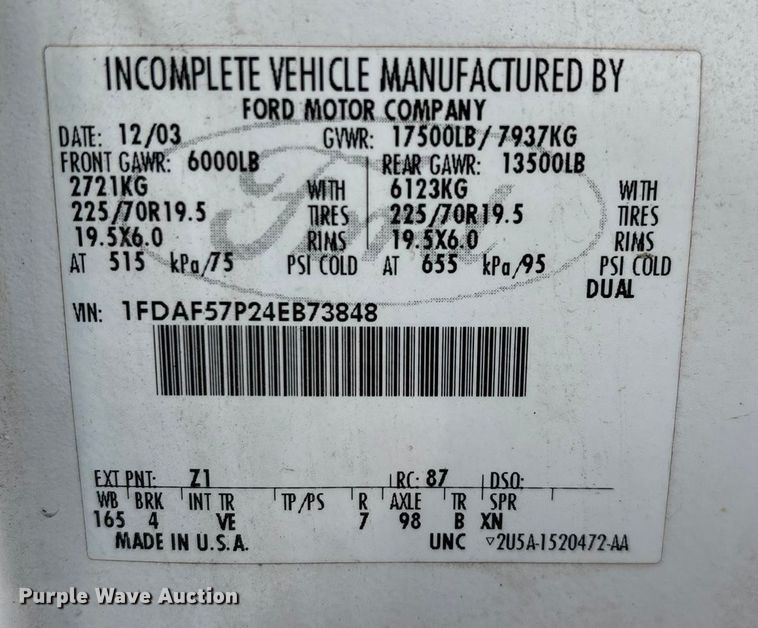 INCOMPLETE VEHICLE MANUFACTURED BY
FORD MOTOR COMPANY
DATE: 12/03 GVWR: 17500LB/ 7937KG
FRONT GAWR: 6000LB REAR GAWR: 13500LB
2721KG WITH 6123KG WITH
225/70R19.5 TIRES 225/70R19.5 TIRES
19.5X6.0 RIMS 19.5X6.0 RIMS
AT 515 kPa/75 PSI COLD AT 655 kPa/95 PSI COLD
DUAL
Ford
VIN: 1FDAF57P24EB73848
EXT PNT: Z1 RC: 87 DSO:
WB BRK INT TR TP/PS R AXLE TR SPR
165 4 VE 7 98 B XN
MADE IN U.S.A. UNC ▽2U5A-1520472-AA
Purple Wave Auction